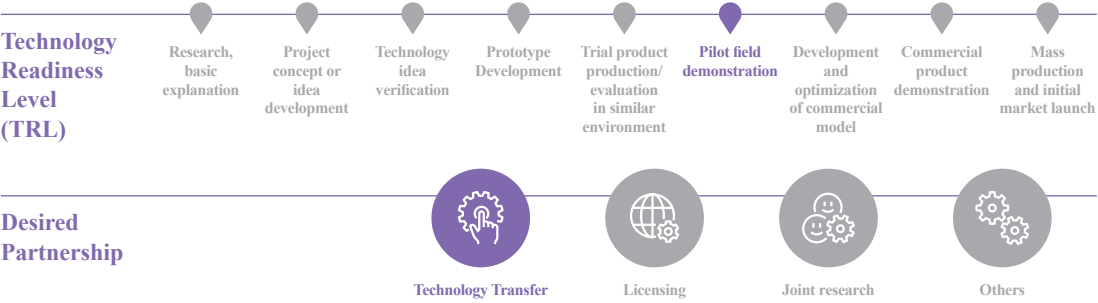 Technology
Readiness
Level
(TRL)
Research,
basic
explanation
Project
concept or
idea
development
Technology
idea
verification
Prototype
Development
Trial product
production/
evaluation
in similar
environment
Pilot field
demonstration
Development
and
optimization
of commercial
model
Commercial
product
demonstration
Mass
production
and initial
market launch
Desired
Partnership
Technology Transfer
Licensing
Joint research
Others